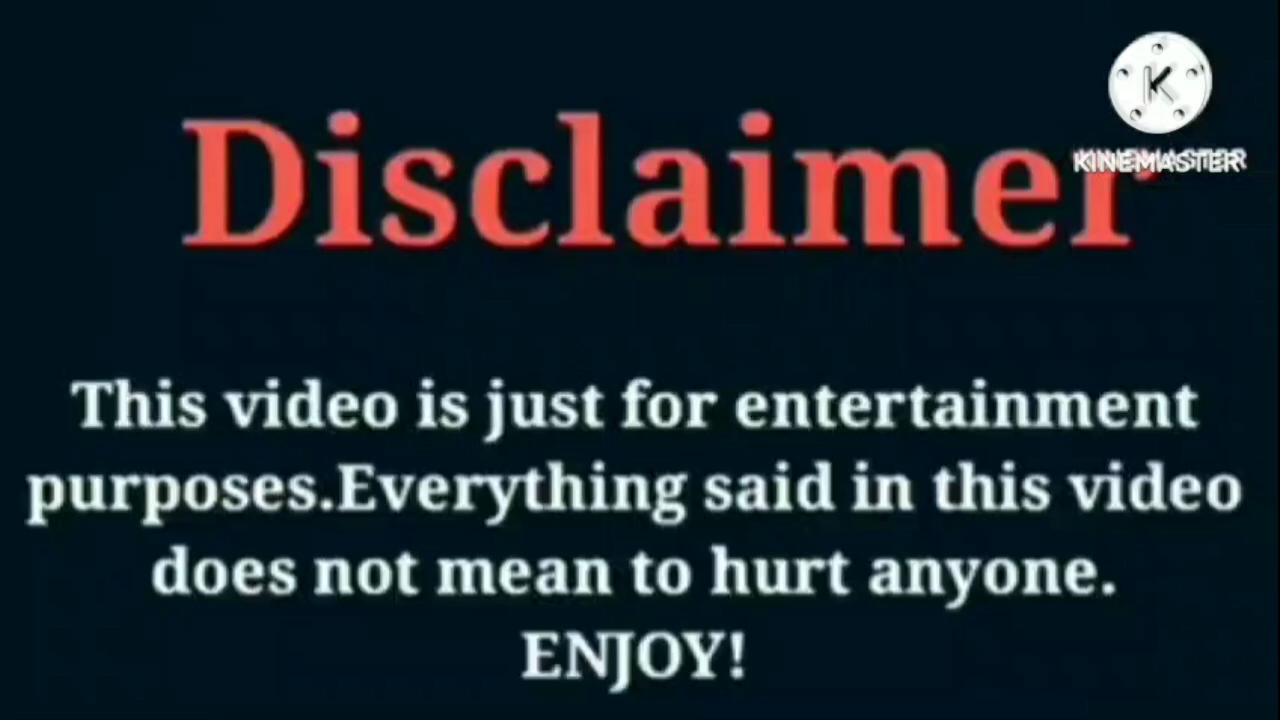 K
KINEMASTER
Disclaimer
This video is just for entertainment
purposes.Everything said in this video
does not mean to hurt anyone.
ENJOY!